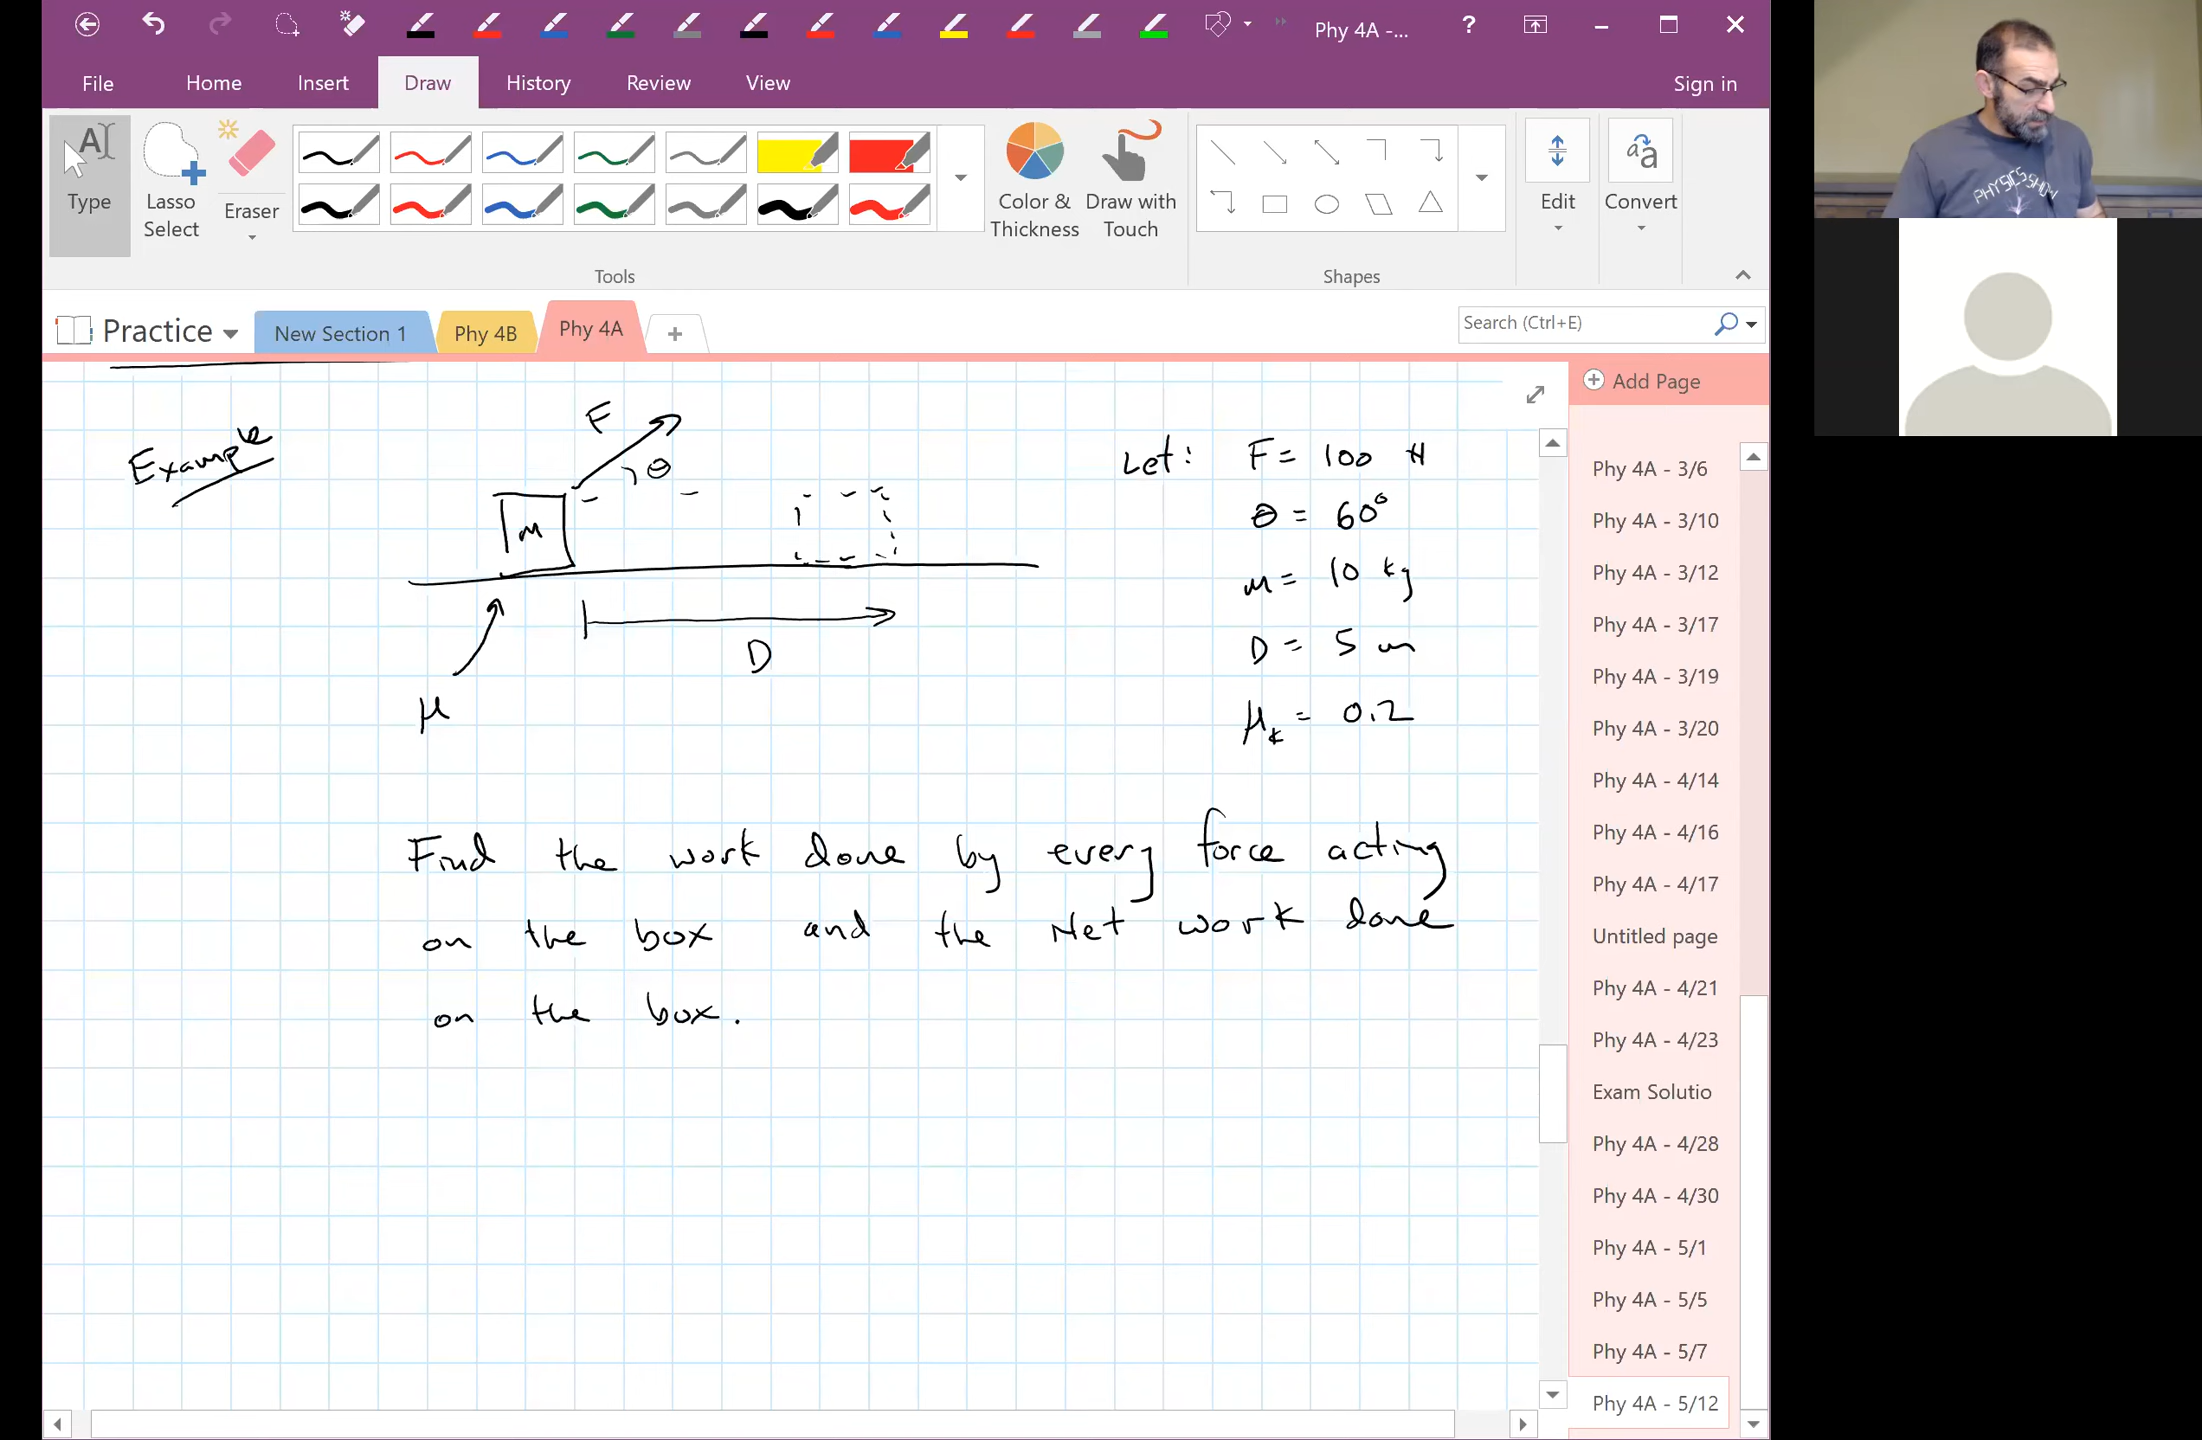 Phy 4A -...
?
File
Home
Insert
Draw
History
Review
View
Sign in
Type
Lasso Select
Eraser
Color & Thickness
Draw with Touch
Edit
Convert
Tools
Shapes
Practice
New Section 1
Phy 4B
Phy 4A
+
Search (Ctrl+E)
Add Page
Phy 4A - 3/6
Phy 4A - 3/10
Phy 4A - 3/12
Phy 4A - 3/17
Phy 4A - 3/19
Phy 4A - 3/20
Phy 4A - 4/14
Phy 4A - 4/16
Phy 4A - 4/17
Untitled page
Phy 4A - 4/21
Phy 4A - 4/23
Exam Solutio
Phy 4A - 4/28
Phy 4A - 4/30
Phy 4A - 5/1
Phy 4A - 5/5
Phy 4A - 5/7
Phy 4A - 5/12
Example
F
θ
m
D
μ
Let: F = 100 N
θ = 60°
m = 10 kg
D = 5 m
μk = 0.2
Find the work done by every force acting
on the box and the Net work done
on the box.
PHYSICS SHOW